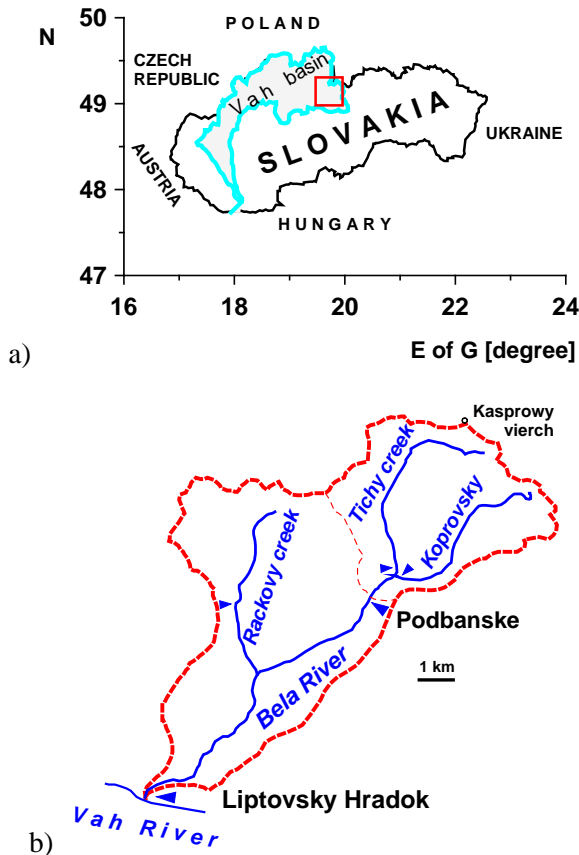 N
POLAND
CZECH
REPUBLIC
Vah basin
SLOVAKIA
UKRAINE
AUSTRIA
HUNGARY
50
49
48
47
16
18
20
22
24
E of G [degree]
a)
Kasprowy
vierch
Tichy creek
Koprovsky
Rackovy creek
Podbanske
1 km
Bela River
Liptovsky Hradok
Vah River
b)